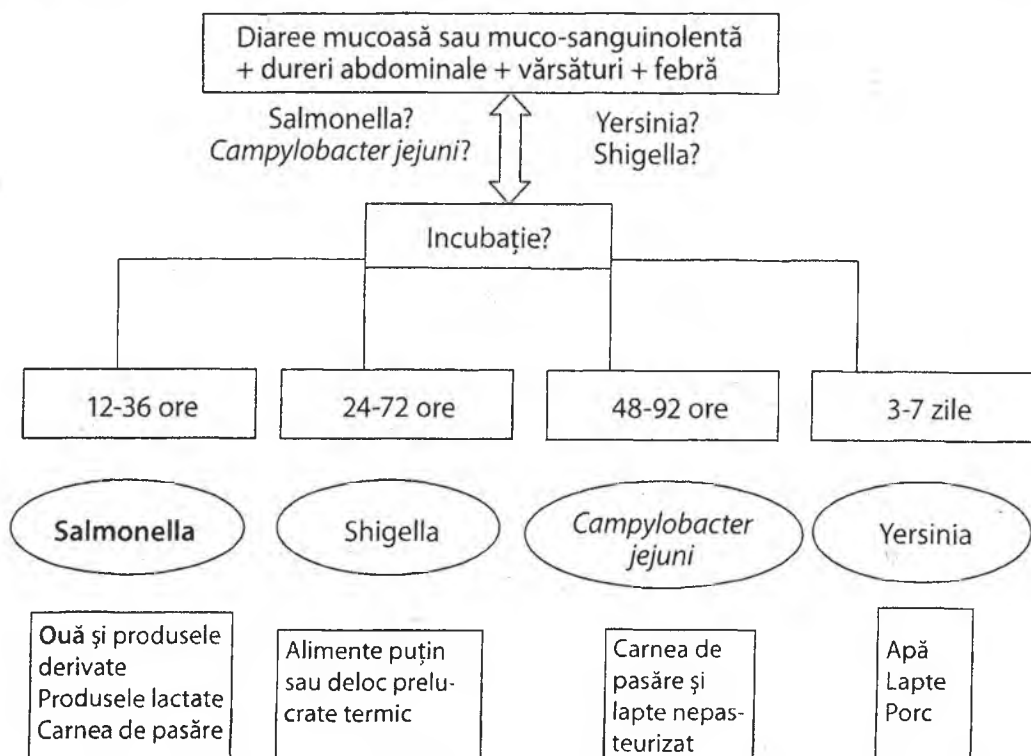 Diaree mucoasă sau muco-sanguinolentă
+ dureri abdominale + vărsături + febră
Salmonella?
Campylobacter jejuni?
Yersinia?
Shigella?
Incubație?
12-36 ore
24-72 ore
48-92 ore
3-7 zile
Salmonella
Shigella
Campylobacter
jejuni
Yersinia
Ouă și produsele
derivate
Produsele lactate
Carnea de pasăre
Alimente puțin
sau deloc prelu-
crate termic
Carnea de
pasăre și
lapte nepas-
teurizat
Apă
Lapte
Porc